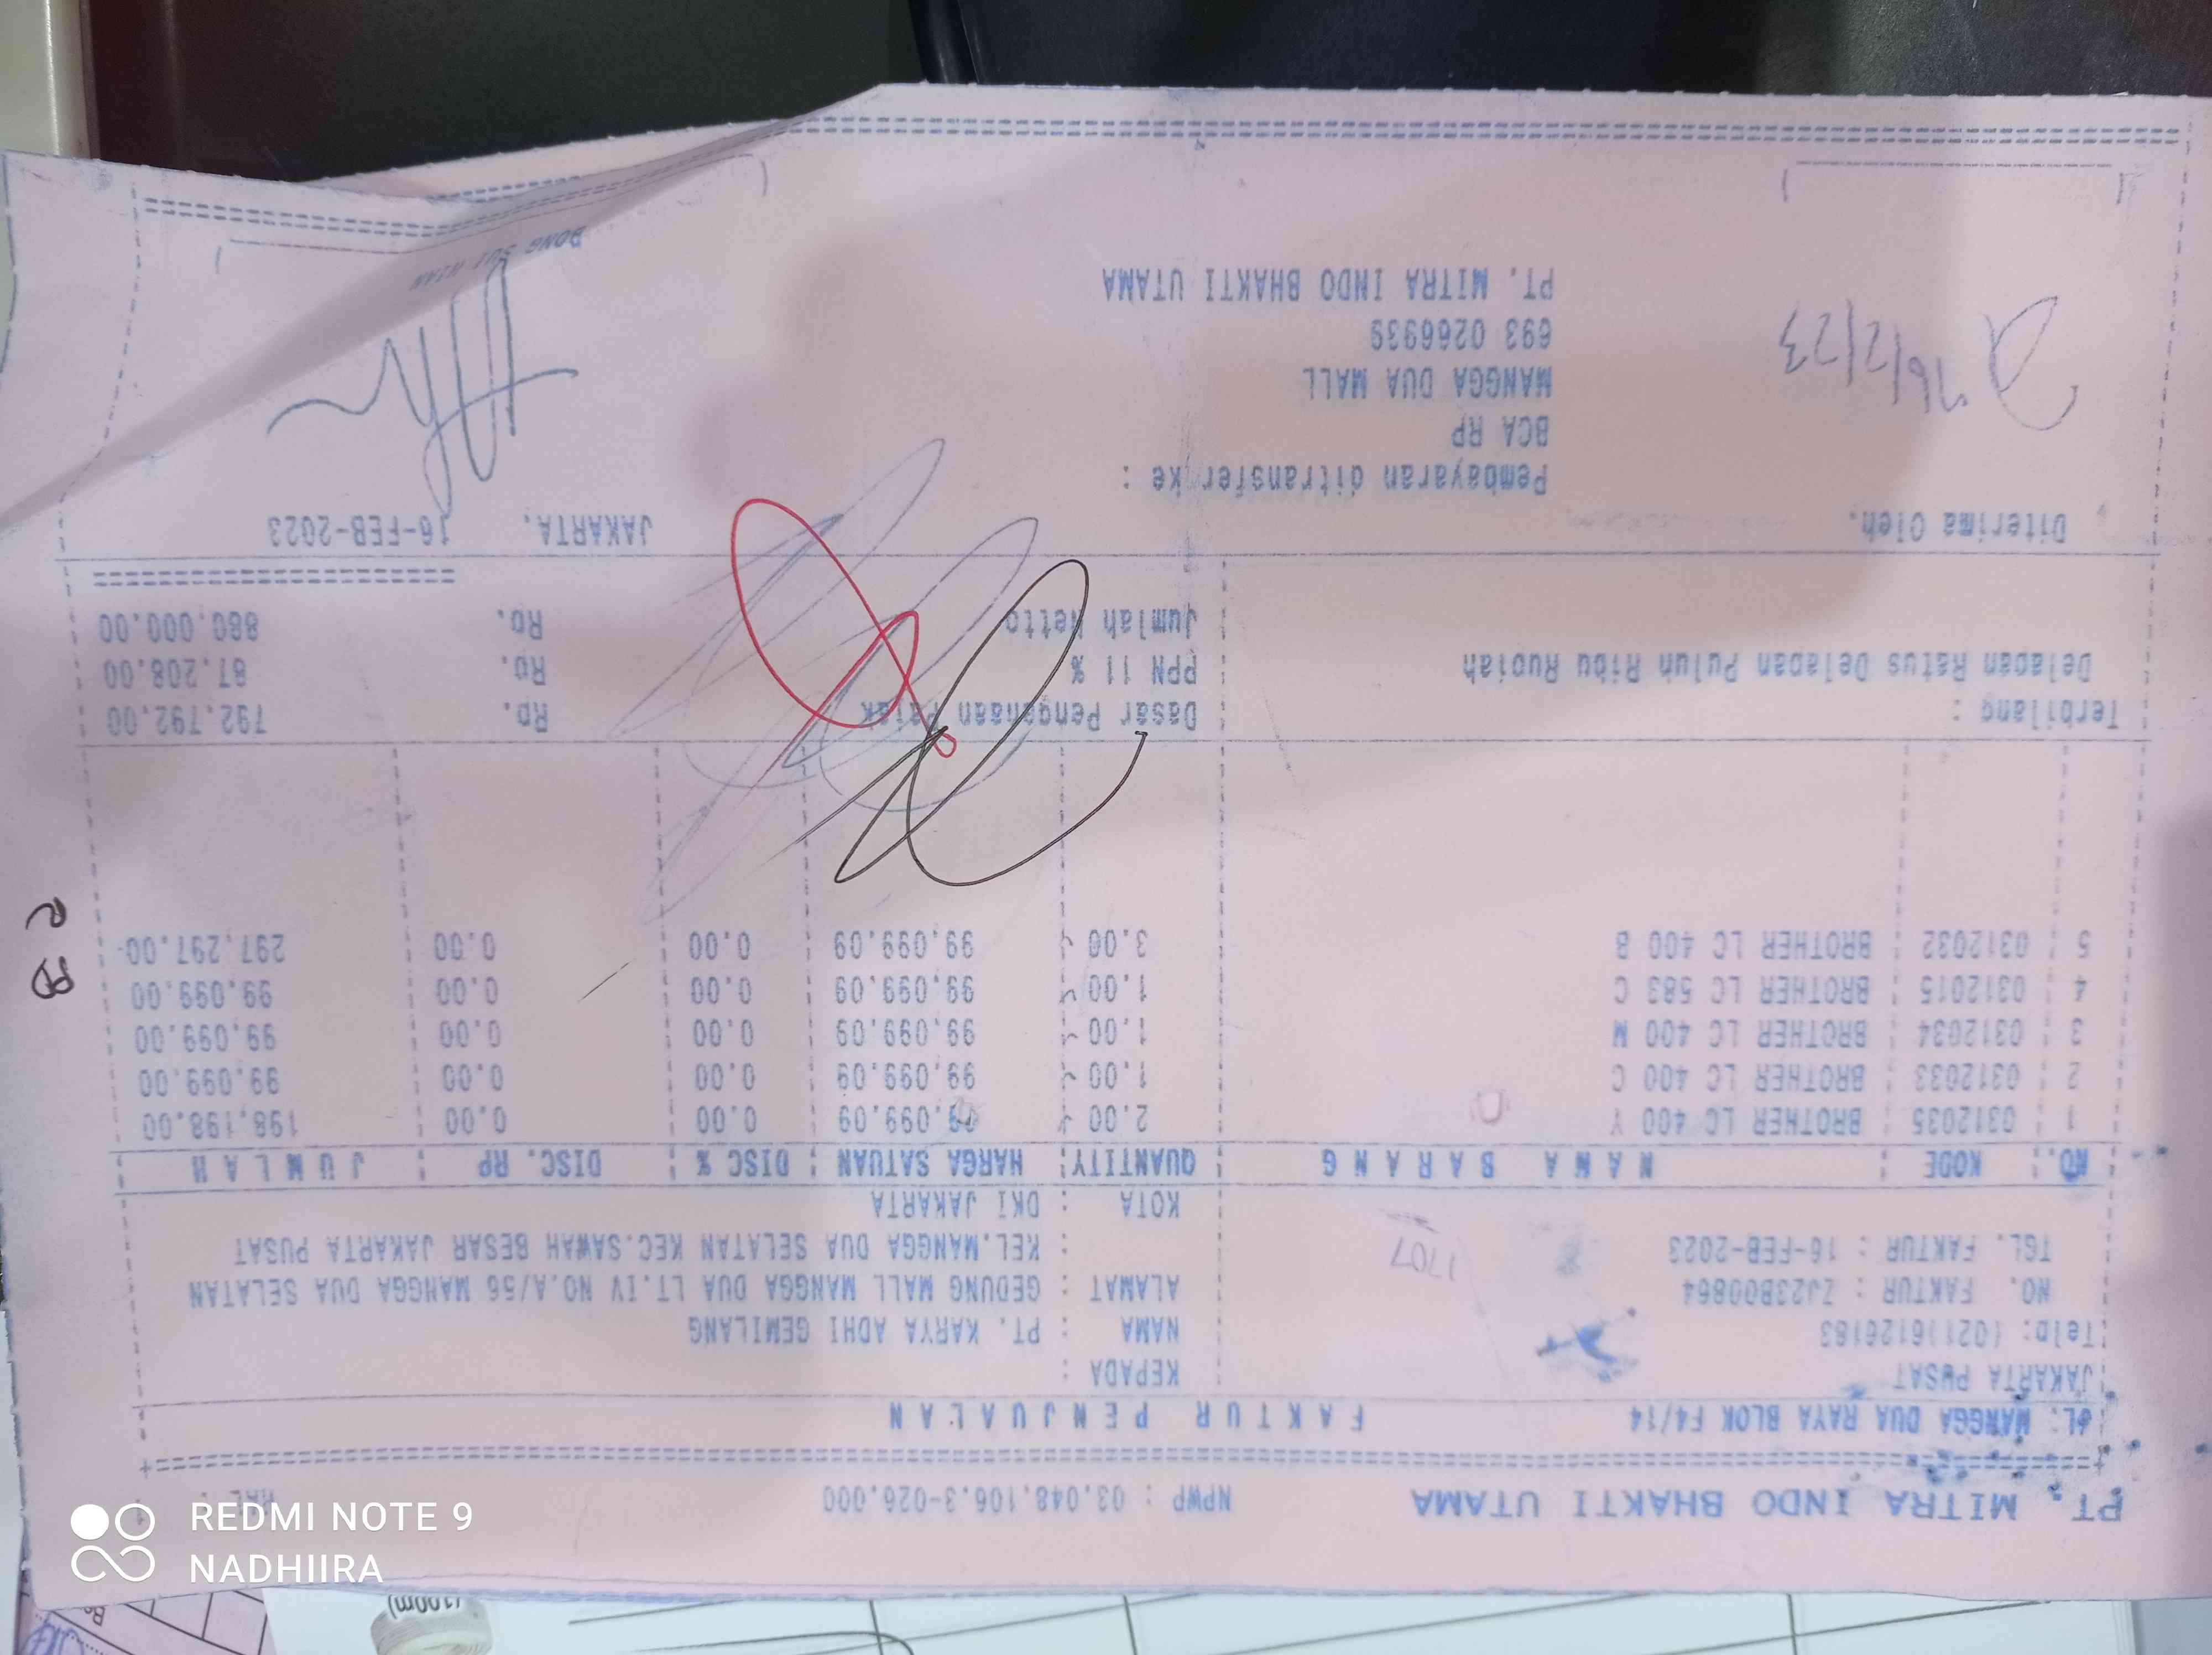 PT. MITRA INDO BHAKTI UTAMA NPWP : 03.048.106.3-026.000 HAL :
JL. MANGGA DUA RAYA BLOK F4/14 FAKTUR PENJUALAN
JAKARTA PUSAT KEPADA :
Telp: (021)6126183 NAMA : PT. KARYA ADHI GEMILANG
NO. FAKTUR : ZJ23B00864 ALAMAT : GEDUNG MALL MANGGA DUA LT.IV NO.A/56 MANGGA DUA SELATAN
TGL. FAKTUR : 16-FEB-2023 : KEL.MANGGA DUA SELATAN KEC.SAWAH BESAR JAKARTA PUSAT
1707
KOTA : DKI JAKARTA
NO. KODE NAMA BARANG QUANTITY HARGA SATUAN DISC % DISC. RP JUMLAH
1 0312035 BROTHER LC 400 Y 2.00 99,099.09 0.00 0.00 198,198.00
2 0312033 BROTHER LC 400 C 1.00 99,099.09 0.00 0.00 99,099.00
3 0312034 BROTHER LC 400 M 1.00 99,099.09 0.00 0.00 99,099.00
4 0312015 BROTHER LC 583 C 1.00 99,099.09 0.00 0.00 99,099.00
5 0312032 BROTHER LC 400 B 3.00 99,099.09 0.00 0.00 297,297.00
Terbilang : Dasar Pengenaan Pajak Rp. 792,792.00
Delapan Ratus Delapan Puluh Ribu Rupiah PPN 11 % Rp. 87,208.00
Jumlah Netto Rp. 880,000.00
Diterima Oleh, JAKARTA, 16-FEB-2023
Pembayaran ditransfer ke :
BCA RP
MANGGA DUA MALL
693 0266939
PT. MITRA INDO BHAKTI UTAMA
16/2/23
REDMI NOTE 9
NADHIIRA
(100m)